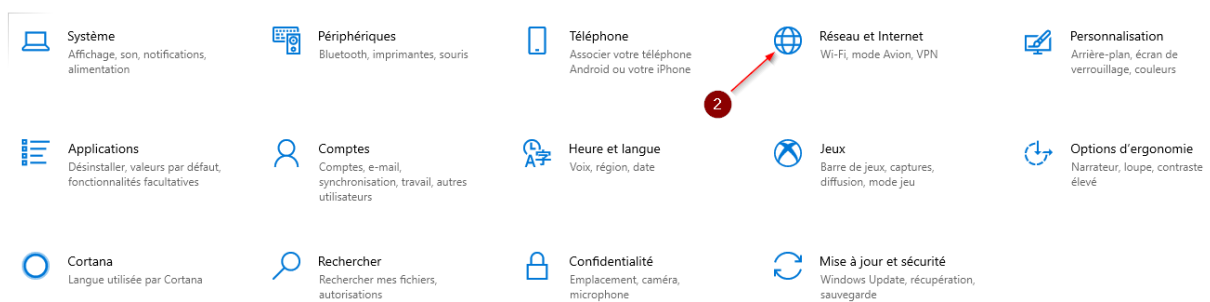 Système
Affichage, son, notifications,
alimentation
Périphériques
Bluetooth, imprimantes, souris
Téléphone
Associer votre téléphone
Android ou votre iPhone
Réseau et Internet
Wi-Fi, mode Avion, VPN
Personnalisation
Arrière-plan, écran de
verrouillage, couleurs
2
Applications
Désinstaller, valeurs par défaut,
fonctionnalités facultatives
Comptes
Comptes, e-mail,
synchronisation, travail, autres
utilisateurs
Heure et langue
Voix, région, date
Jeux
Barre de jeux, captures,
diffusion, mode jeu
Options d'ergonomie
Narrateur, loupe, contraste
élevé
Cortana
Langue utilisée par Cortana
Rechercher
Rechercher mes fichiers,
autorisations
Confidentialité
Emplacement, caméra,
microphone
Mise à jour et sécurité
Windows Update, récupération,
sauvegarde